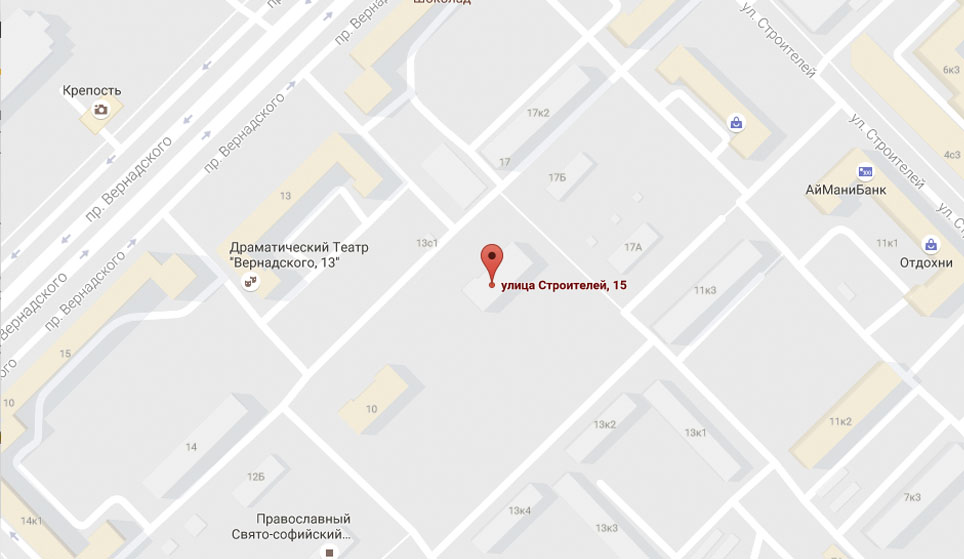 Шоколад
пр. Вернадского
ул. Строителей
6к3
Крепость
17к2
ул. Строителей
пр. Вернадского
пр. Вернадского
4с3
17
17Б
АйМаниБанк
13
ул.
13с1
17А
11к1
Драматический Театр
"Вернадского, 13"
Отдохни
улица Строителей, 15
11к3
Вернадского
пр. Вернадского
15
10
10
14
11к2
13к2
13к1
12Б
7к3
13к4
13к3
14к1
Православный
Свято-софийский...